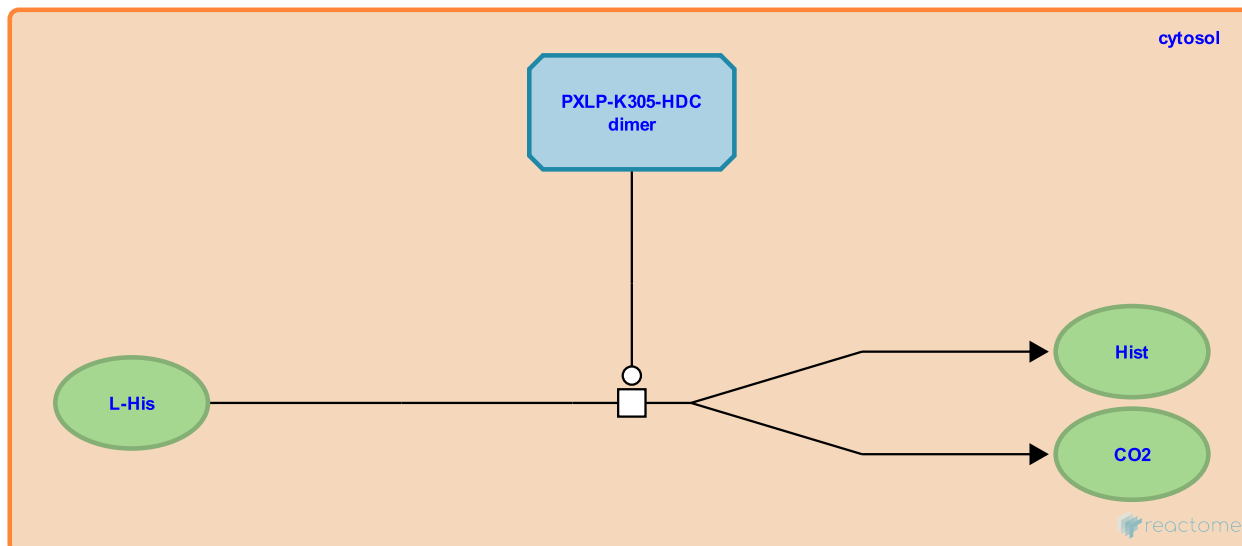 cytosol
PXLP-K305-HDC
dimer
Hist
L-His
CO2
reactome